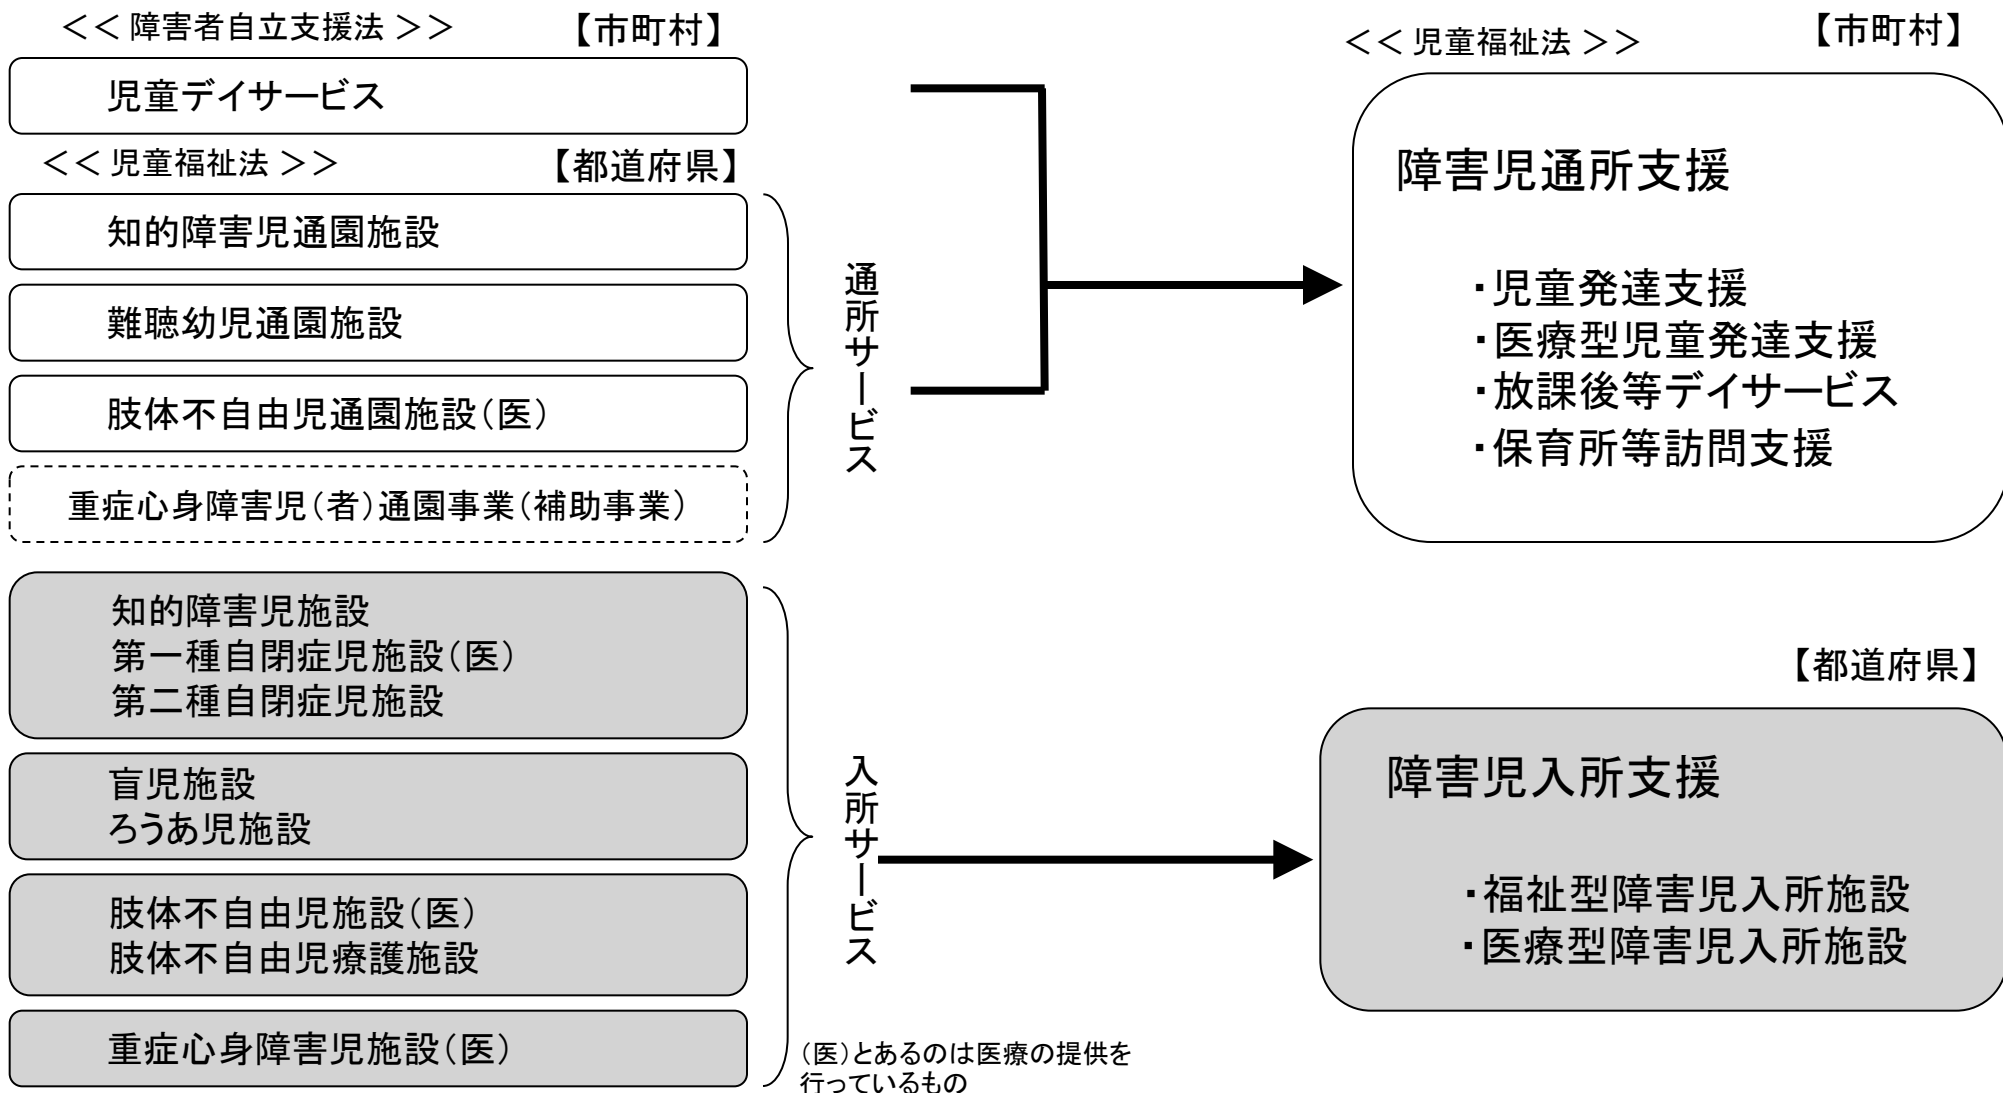 ＜＜障害者自立支援法＞＞　【市町村】
児童デイサービス
＜＜児童福祉法＞＞　【都道府県】
知的障害児通園施設
難聴幼児通園施設
肢体不自由児通園施設（医）
重症心身障害児（者）通園事業（補助事業）
通所サービス
知的障害児施設
第一種自閉症児施設（医）
第二種自閉症児施設
盲児施設
ろうあ児施設
肢体不自由児施設（医）
肢体不自由児療護施設
重症心身障害児施設（医）
入所サービス
（医）とあるのは医療の提供を
行っているもの
＜＜児童福祉法＞＞　【市町村】
障害児通所支援
・児童発達支援
・医療型児童発達支援
・放課後等デイサービス
・保育所等訪問支援
【都道府県】
障害児入所支援
・福祉型障害児入所施設
・医療型障害児入所施設